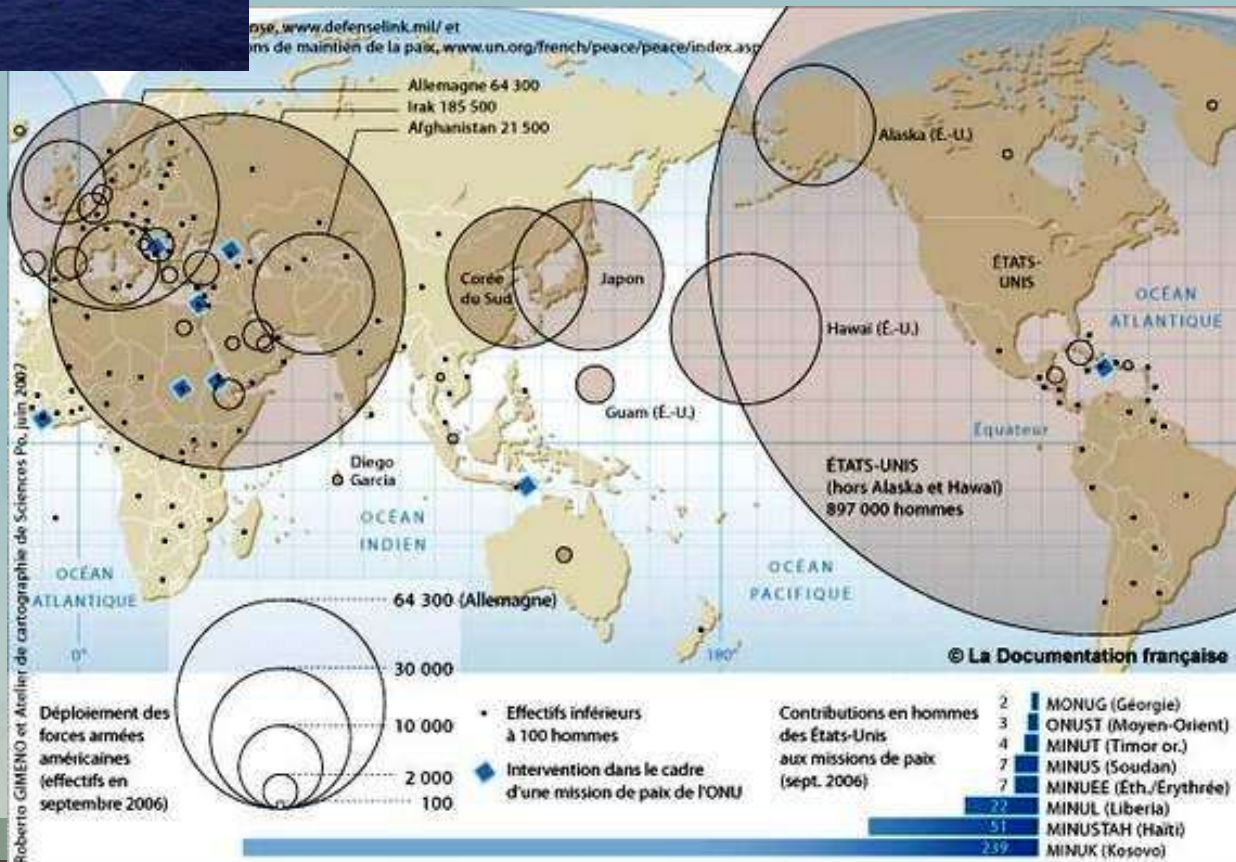 nse, www.defenselink.mil/ et
ons de maintien de la paix, www.un.org/french/peace/peace/index.asp
Allemagne 64 300
Irak 185 500
Afghanistan 21 500
Alaska (É.-U.)
Corée
du Sud
Japon
ÉTATS-
UNIS
OCÉAN
ATLANTIQUE
Hawaï (É.-U.)
Guam (É.-U.)
Équateur
Diego
Garcia
ÉTATS-UNIS
(hors Alaska et Hawaï)
897 000 hommes
OCÉAN
INDIEN
OCÉAN
ATLANTIQUE
OCÉAN
PACIFIQUE
0°
180°
© La Documentation française
Roberto GIMENO et Atelier de cartographie de Sciences Po, juin 2007
Déploiement des
forces armées
américaines
(effectifs en
septembre 2006)
64 300 (Allemagne)
30 000
10 000
2 000
100
Effectifs inférieurs
à 100 hommes
Intervention dans le cadre
d'une mission de paix de l'ONU
Contributions en hommes
des États-Unis
aux missions de paix
(sept. 2006)
2 MONUG (Géorgie)
3 ONUST (Moyen-Orient)
4 MINUT (Timor or.)
7 MINUS (Soudan)
7 MINUEE (Éth./Érythrée)
22 MINUL (Liberia)
51 MINUSTAH (Haïti)
239 MINUK (Kosovo)